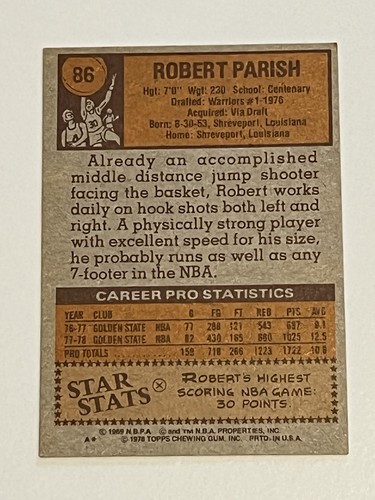 86
ROBERT PARISH
Hgt: 7'0" Wgt: 230 School: Centenary
Drafted: Warriors #1-1976
Acquired: Via Draft
Born: 8-30-53, Shreveport, Louisiana
Home: Shreveport, Louisiana
Already an accomplished
middle distance jump shooter
facing the basket, Robert works
daily on hook shots both left and
right. A physically strong player
with excellent speed for his size,
he probably runs as well as any
7-footer in the NBA.
CAREER PRO STATISTICS
YEAR CLUB G FG FT REB PTS AVG
76-77 GOLDEN STATE NBA 77 288 121 543 697 9.1
77-78 GOLDEN STATE NBA 82 430 165 680 1025 12.5
PRO TOTALS ... 159 718 286 1223 1722 10.8
STAR STATS
ROBERT'S HIGHEST
SCORING NBA GAME:
30 POINTS.
© 1969 N.B.P.A. © and TM N.B.A. PROPERTIES, INC.
A* © 1978 TOPPS CHEWING GUM, INC. PRTD. IN U.S.A.